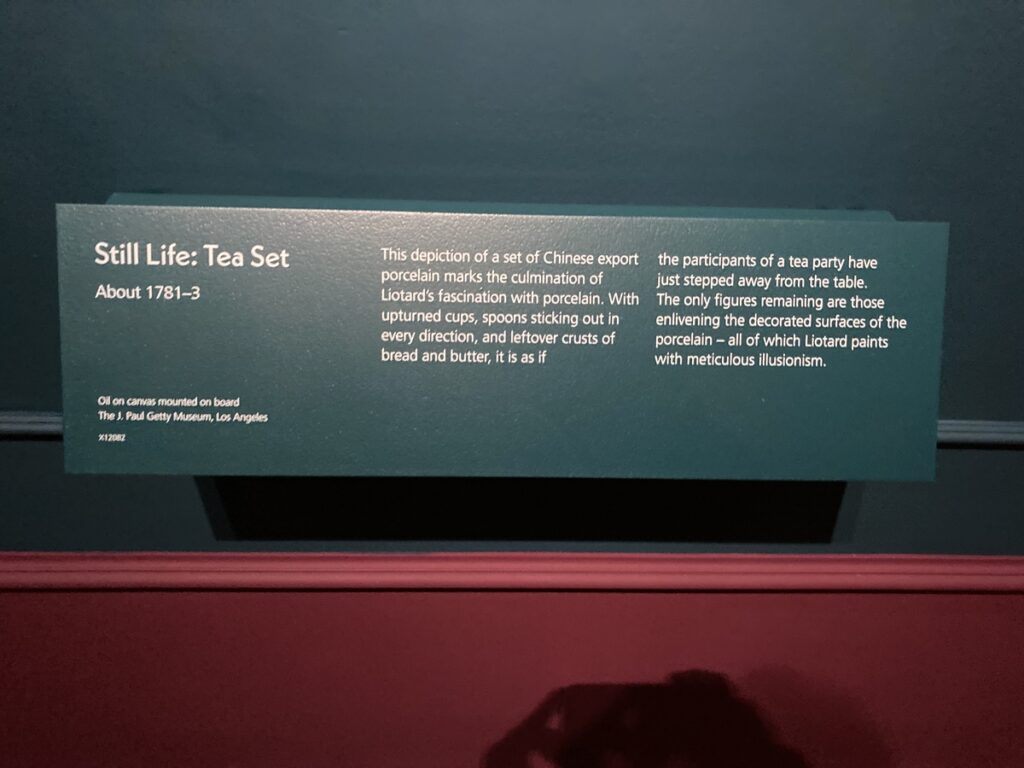 Still Life: Tea Set
About 1781–3
Oil on canvas mounted on board
The J. Paul Getty Museum, Los Angeles
X12082
This depiction of a set of Chinese export
porcelain marks the culmination of
Liotard's fascination with porcelain. With
upturned cups, spoons sticking out in
every direction, and leftover crusts of
bread and butter, it is as if
the participants of a tea party have
just stepped away from the table.
The only figures remaining are those
enlivening the decorated surfaces of the
porcelain – all of which Liotard paints
with meticulous illusionism.